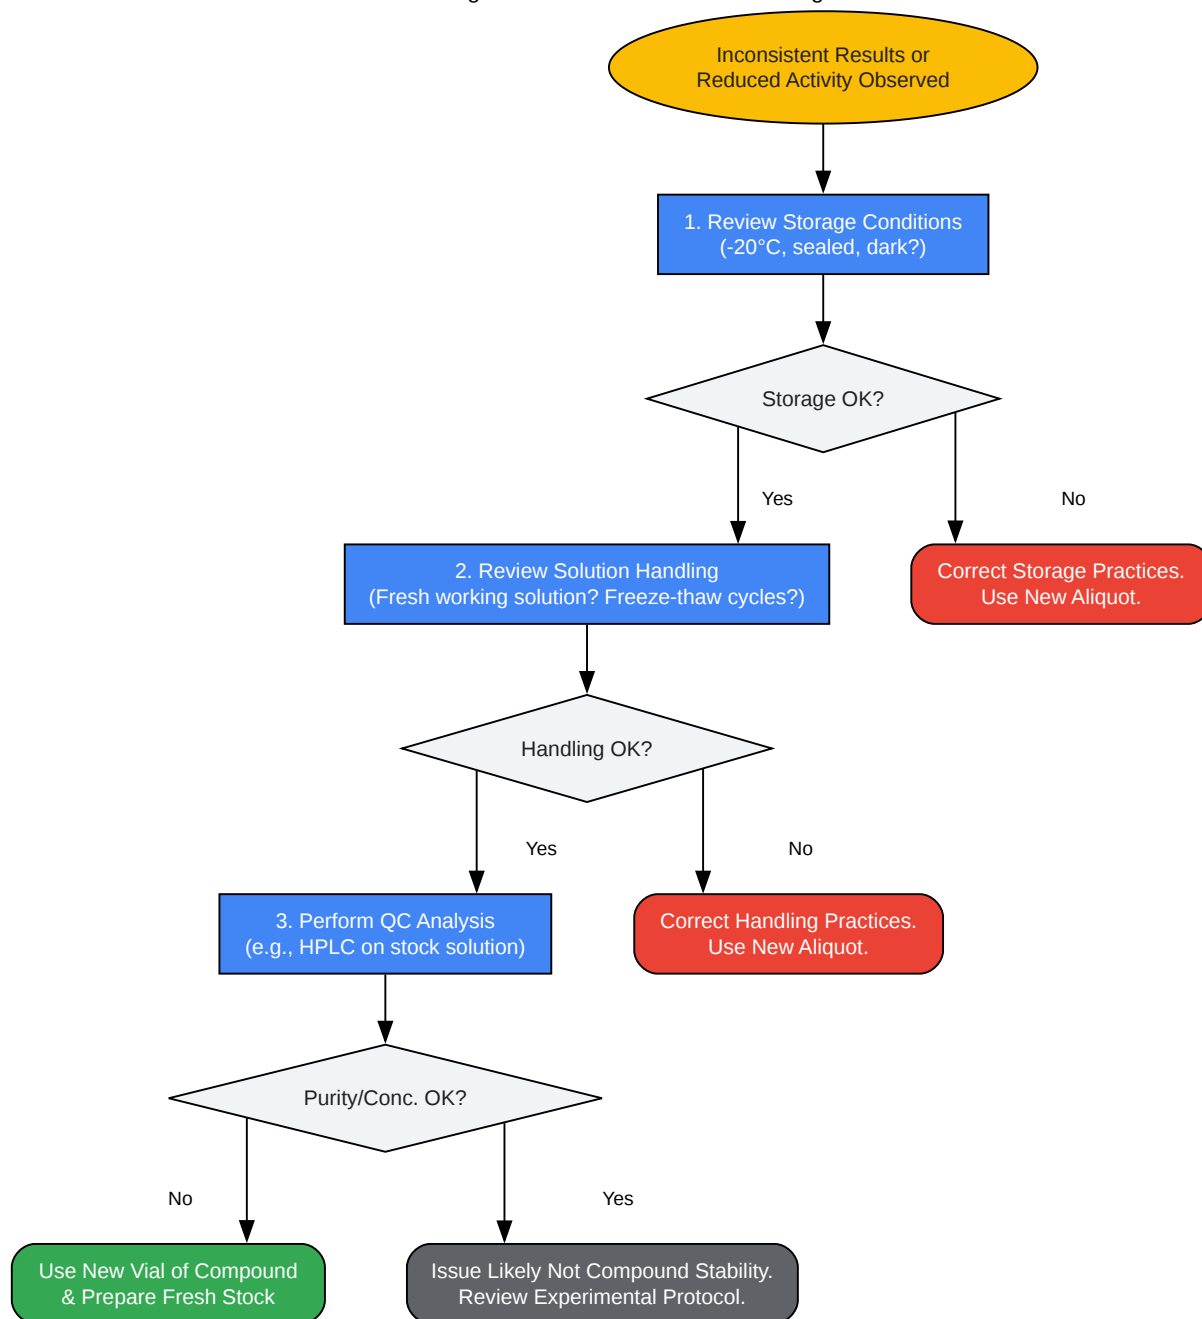 Inconsistent Results or
Reduced Activity Observed
1. Review Storage Conditions
(-20°C, sealed, dark?)
Storage OK?
Yes
No
2. Review Solution Handling
(Fresh working solution? Freeze-thaw cycles?)
Correct Storage Practices.
Use New Aliquot.
Handling OK?
Yes
No
3. Perform QC Analysis
(e.g., HPLC on stock solution)
Correct Handling Practices.
Use New Aliquot.
Purity/Conc. OK?
No
Yes
Use New Vial of Compound
& Prepare Fresh Stock
Issue Likely Not Compound Stability.
Review Experimental Protocol.